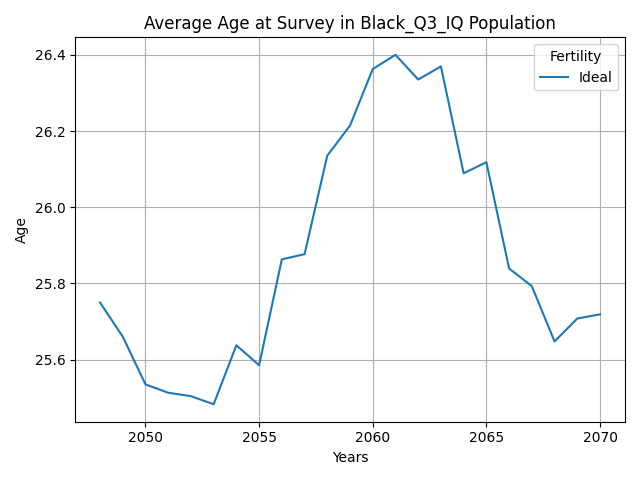 Average Age at Survey in Black_Q3_IQ Population
Fertility
Ideal
26.4
26.2
26.0
25.8
25.6
Age
2050 2055 2060 2065 2070
Years